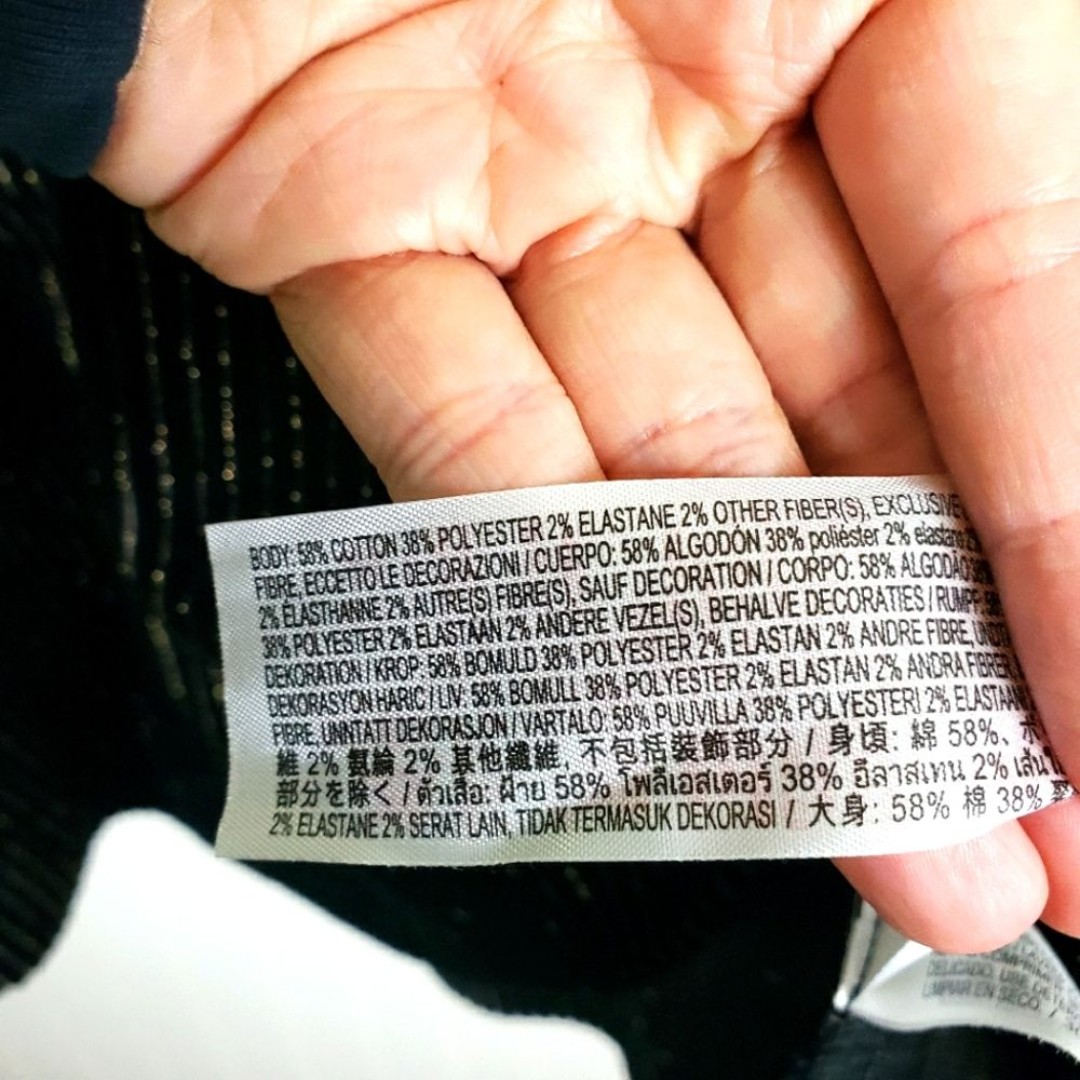 BODY: 58% COTTON 38% POLYESTER 2% ELASTANE 2% OTHER FIBER(S), EXCLUSIVE
FIBRE, ECCETTO LE DECORAZIONI / CUERPO: 58% ALGODÓN 38% poliéster 2% elastano
2% ÉLASTHANNE 2% AUTRE(S) FIBRE(S), SAUF DÉCORATION / CORPO: 58% ALGODÃO
38% POLYESTER 2% ELASTAAN 2% ANDERE VEZEL(S), BEHALVE DECORATIES / RUMPF:
DEKORATION / KROP: 58% BOMULD 38% POLYESTER 2% ELASTAN 2% ANDRE FIBRE,
DEKORASYON HARIC / LIV: 58% BOMULL 38% POLYESTER 2% ELASTAN 2% ANDRA FIBRER,
FIBRE, UNNTATT DEKORASJON / VARTALO: 58% PUUVILLA 38% POLYESTERI 2% ELASTAANI
維 2% 氨綸 2% 其他纖維, 不包括裝飾部分 / 身頃: 綿 58%、
部分を除く / ตัวเสื้อ: ฝ้าย 58% โพลีเอสเตอร์ 38% อีลาสเทน 2%
2% ELASTANE 2% SERAT LAIN, TIDAK TERMASUK DEKORASI / 大身: 58% 棉 38%
DELICADO. USE DE
LIMPIAR EN SECO. /